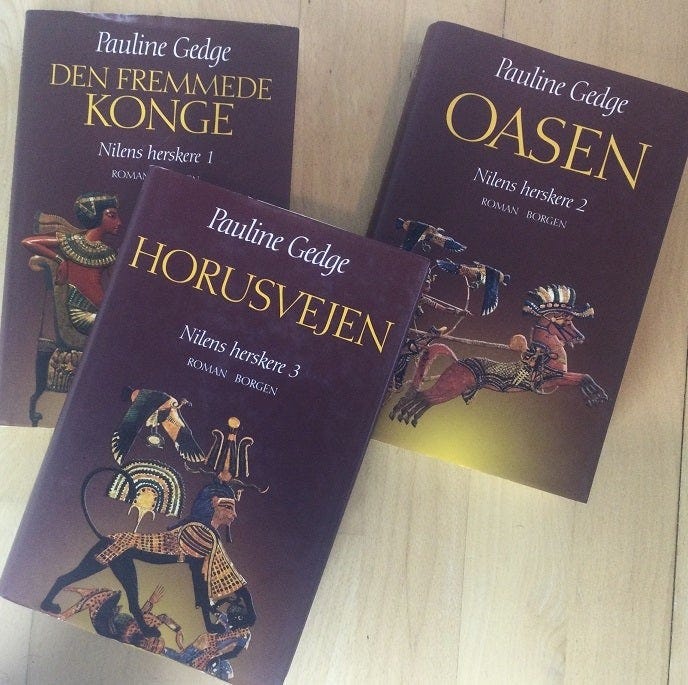 Pauline Gedge
DEN FREMMEDE
KONGE
Nilens herskere 1
ROMAN
Pauline Gedge
OASEN
Nilens herskere 2
ROMAN BORGEN
Pauline Gedge
HORUSVEJEN
Nilens herskere 3
ROMAN BORGEN